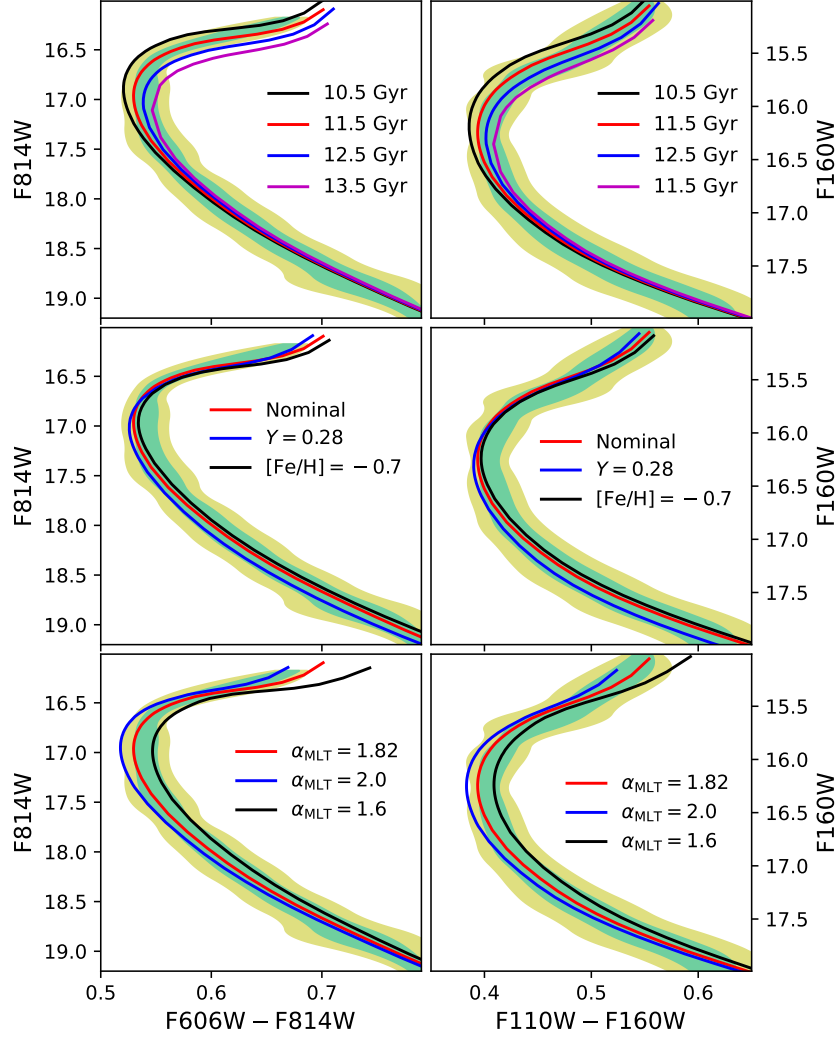 16.5
17.0
17.5
18.0
18.5
19.0
F814W
10.5 Gyr
11.5 Gyr
12.5 Gyr
13.5 Gyr
10.5 Gyr
11.5 Gyr
12.5 Gyr
11.5 Gyr
15.5
16.0
16.5
17.0
17.5
F160W
16.5
17.0
17.5
18.0
18.5
19.0
F814W
Nominal
Y = 0.28
[Fe/H] = −0.7
Nominal
Y = 0.28
[Fe/H] = −0.7
15.5
16.0
16.5
17.0
17.5
F160W
16.5
17.0
17.5
18.0
18.5
19.0
F814W
αMLT = 1.82
αMLT = 2.0
αMLT = 1.6
αMLT = 1.82
αMLT = 2.0
αMLT = 1.6
15.5
16.0
16.5
17.0
17.5
F160W
0.5 0.6 0.7
F606W − F814W
0.4 0.5 0.6
F110W − F160W